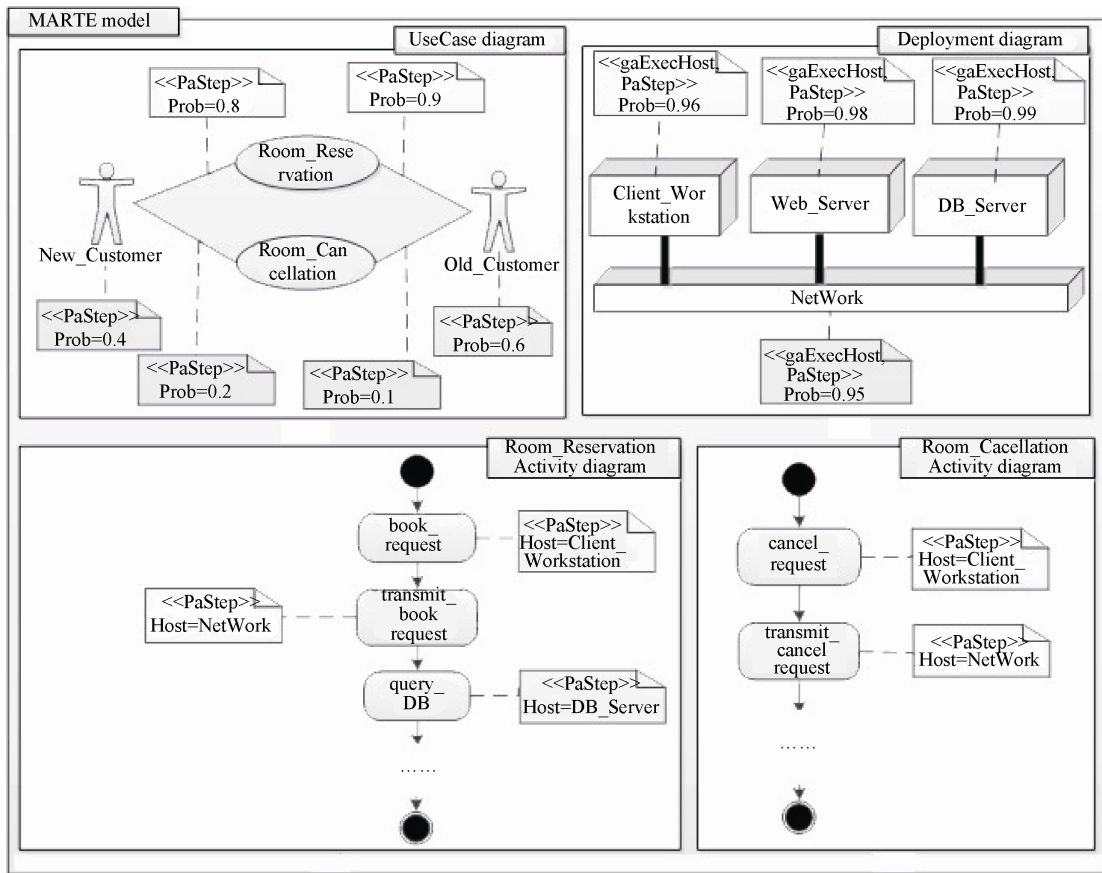 MARTE model
UseCase diagram
<<PaStep>>
Prob=0.8
<<PaStep>>
Prob=0.9
Room_Rese
rvation
New_Customer
Room_Can
cellation
Old_Customer
<<PaStep>>
Prob=0.4
<<PaStep>>
Prob=0.6
<<PaStep>>
Prob=0.2
<<PaStep>>
Prob=0.1
Deployment diagram
<<gaExecHost,
PaStep>>
Prob=0.96
<<gaExecHost,
PaStep>>
Prob=0.98
<<gaExecHost,
PaStep>>
Prob=0.99
Client_Wor
kstation
Web_Server
DB_Server
NetWork
<<gaExecHost,
PaStep>>
Prob=0.95
Room_Reservation
Activity diagram
book_
request
<<PaStep>>
Host=Client_
Workstation
transmit_
book_
request
<<PaStep>>
Host=NetWork
query_
DB
<<PaStep>>
Host=DB_Server
……
Room_Cacellation
Activity diagram
cancel_
request
<<PaStep>>
Host=Client_
Workstation
transmit_
cancel_
request
<<PaStep>>
Host=NetWork
……